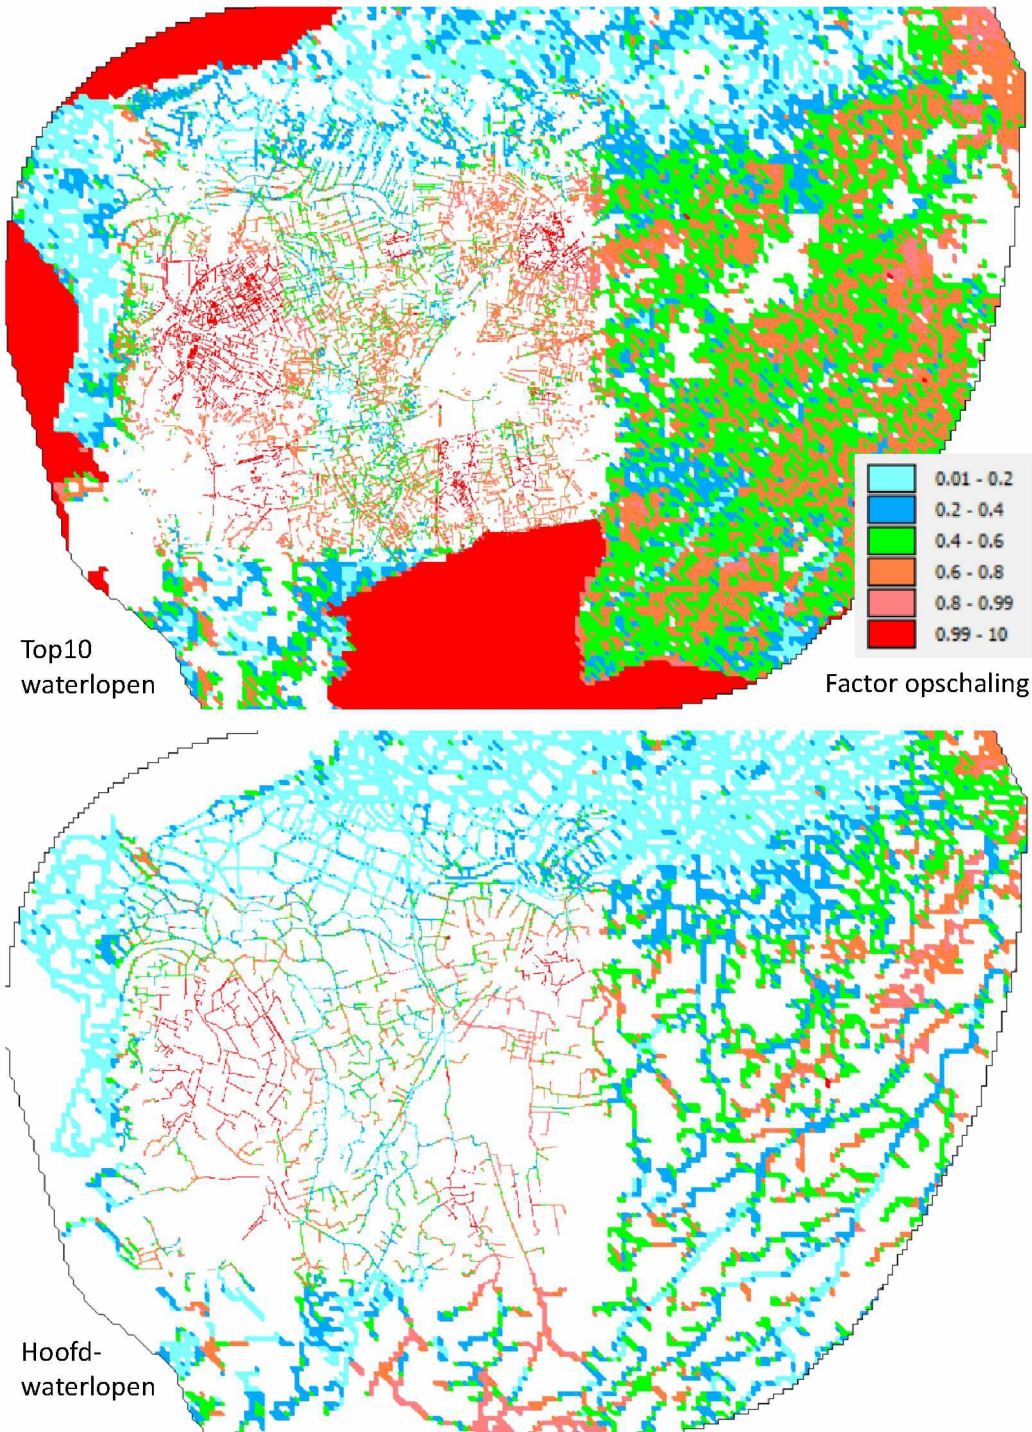 0.01 - 0.2
0.2 - 0.4
0.4 - 0.6
0.6 - 0.8
0.8 - 0.99
0.99 - 10
Top10
waterlopen
Factor opschaling
Hoofd-
waterlopen